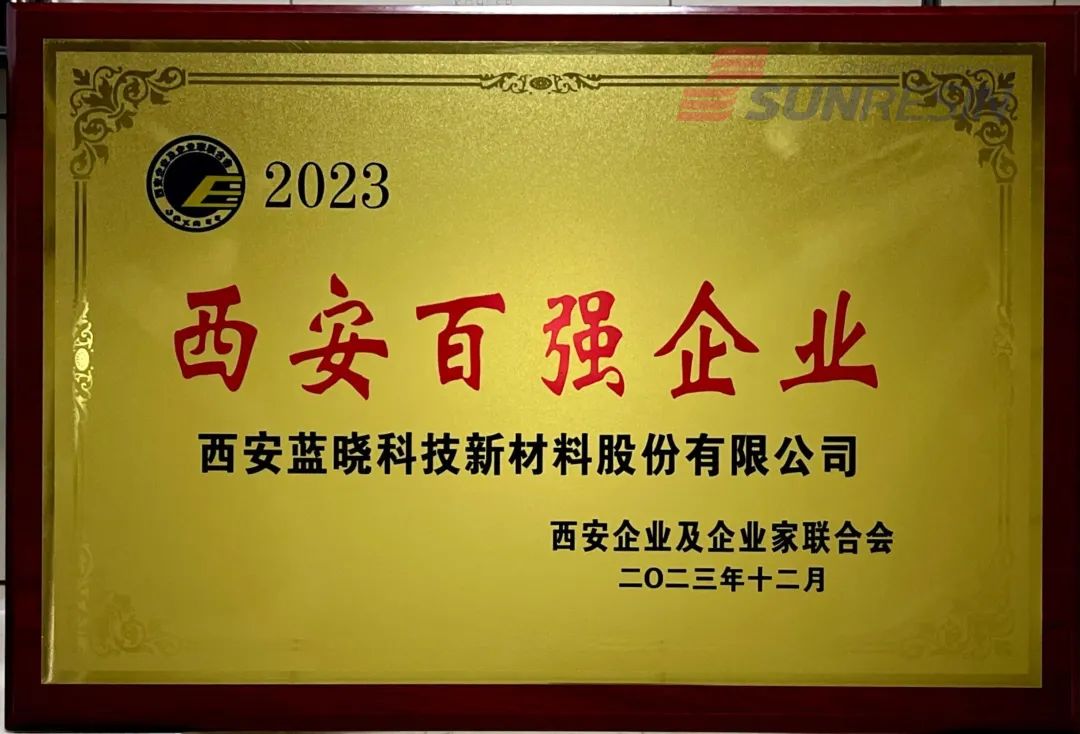 SUNRESIN
2023
西安百强企业
西安蓝晓科技新材料股份有限公司
西安企业及企业家联合会
二〇二三年十二月